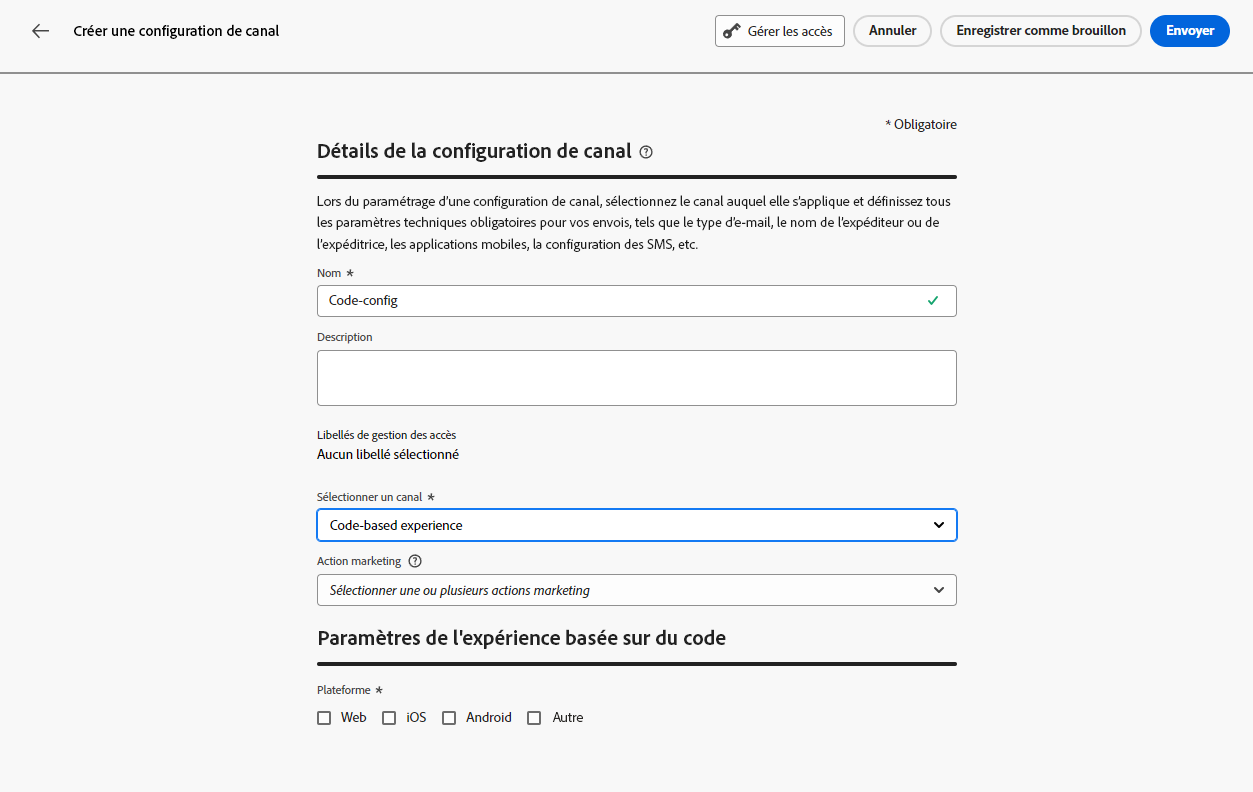 Créer une configuration de canal
Gérer les accès
Annuler
Enregistrer comme brouillon
Envoyer
* Obligatoire
Détails de la configuration de canal
Lors du paramétrage d'une configuration de canal, sélectionnez le canal auquel elle s'applique et définissez tous
les paramètres techniques obligatoires pour vos envois, tels que le type d'e-mail, le nom de l'expéditeur ou de
l'expéditrice, les applications mobiles, la configuration des SMS, etc.
Nom *
Code-config
Description
Libellés de gestion des accès
Aucun libellé sélectionné
Sélectionner un canal *
Code-based experience
Action marketing
Sélectionner une ou plusieurs actions marketing
Paramètres de l'expérience basée sur du code
Plateforme *
Web iOS Android Autre